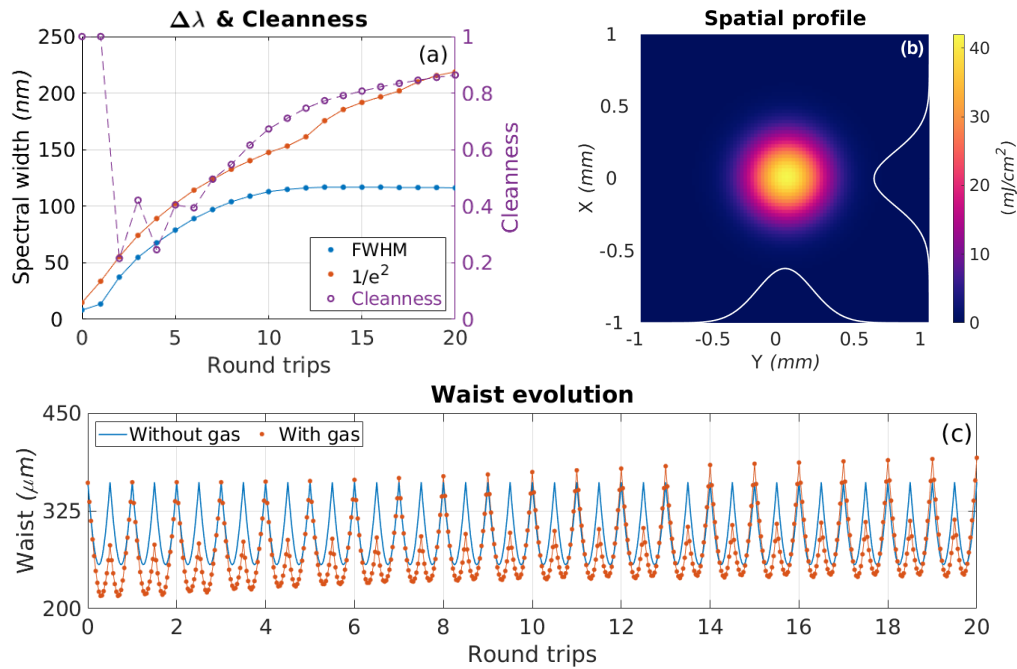 Δλ & Cleanness
(a)
250
200
150
100
50
0
Spectral width (nm)
1
0.8
0.6
0.4
0.2
0
Cleanness
FWHM
1/e²
Cleanness
0 5 10 15 20
Round trips
Spatial profile
(b)
1
0.5
0
-0.5
-1
X (mm)
-1 -0.5 0 0.5 1
Y (mm)
40
30
20
10
0
(mJ/cm²)
Waist evolution
(c)
Without gas With gas
450
325
200
Waist (μm)
0 2 4 6 8 10 12 14 16 18 20
Round trips